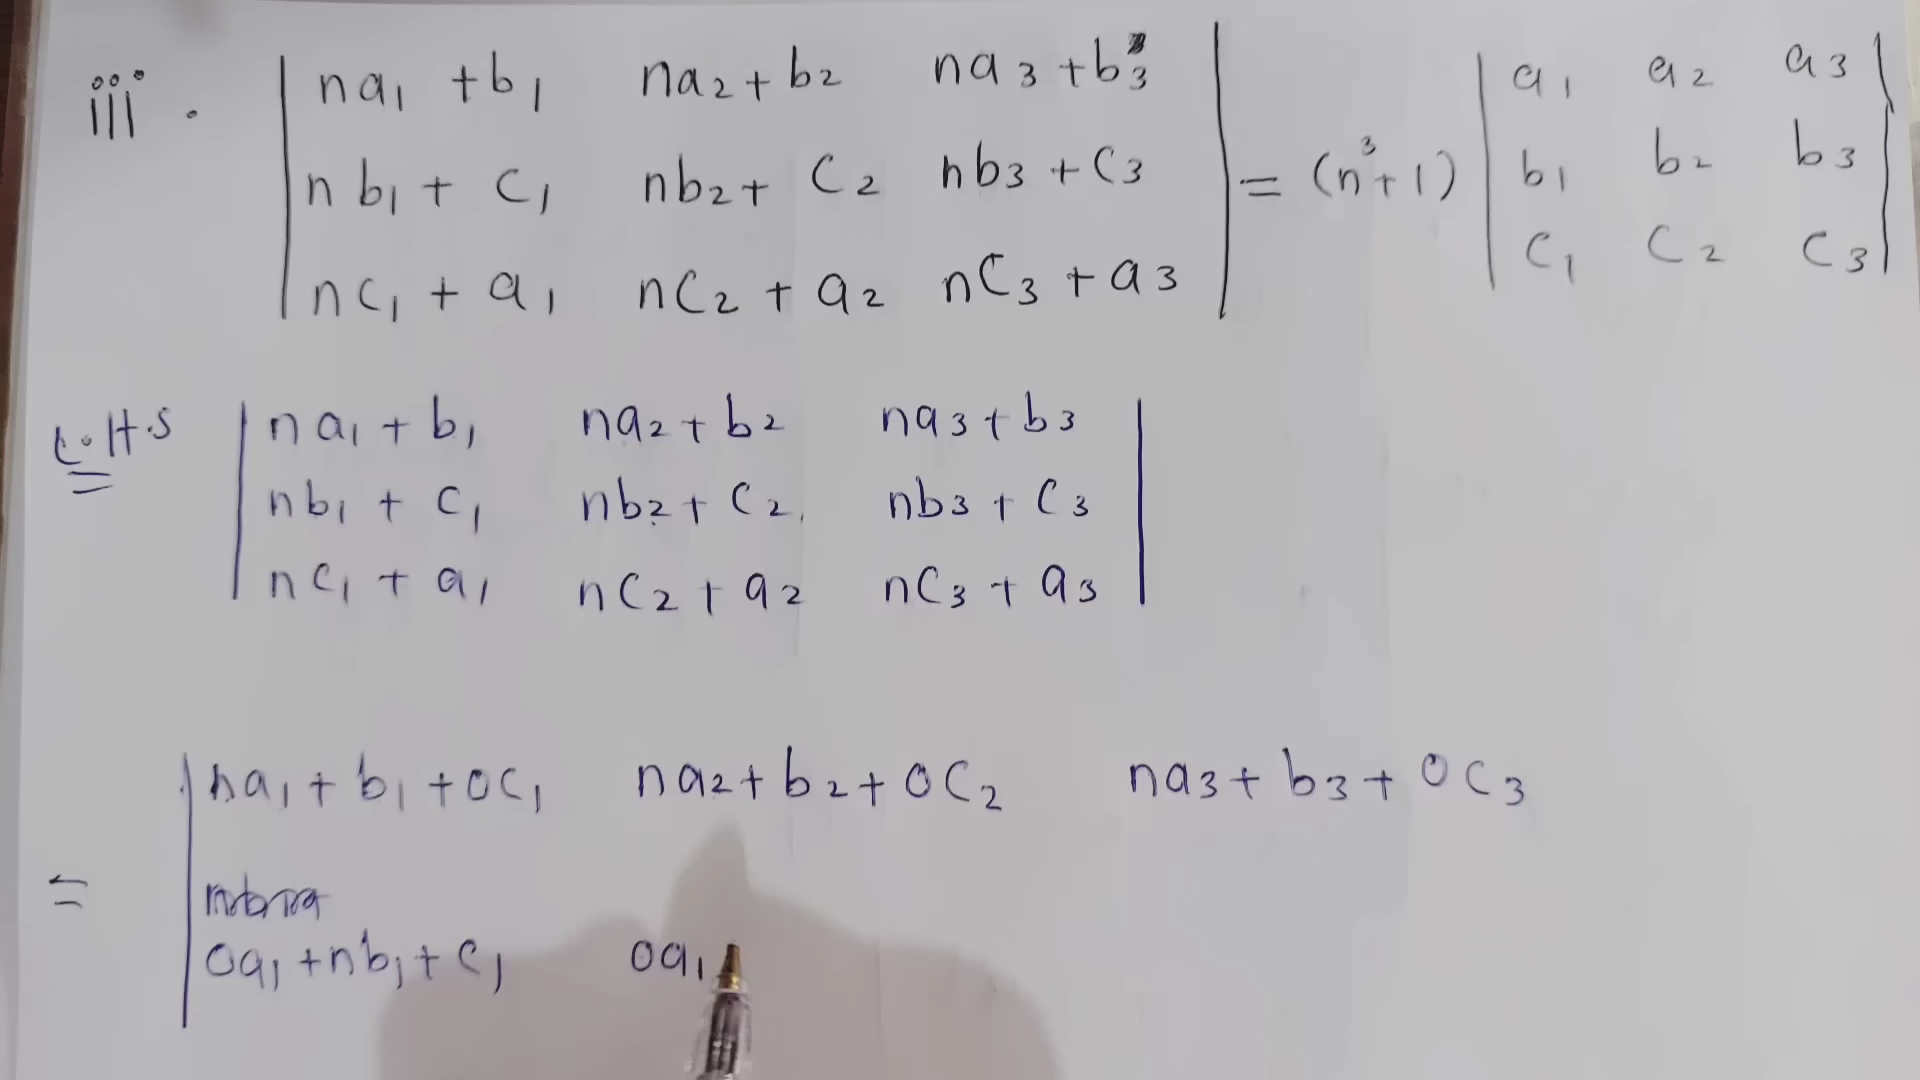 iii. | na₁ + b₁ na₂ + b₂ na₃ + b₃ |
| nb₁ + c₁ nb₂ + c₂ nb₃ + c₃ | = (n³ + 1) | a₁ a₂ a₃ |
| nc₁ + a₁ nc₂ + a₂ nc₃ + a₃ | | b₁ b₂ b₃ |
| c₁ c₂ c₃ |
L.H.S | na₁ + b₁ na₂ + b₂ na₃ + b₃ |
| nb₁ + c₁ nb₂ + c₂ nb₃ + c₃ |
| nc₁ + a₁ nc₂ + a₂ nc₃ + a₃ |
| na₁ + b₁ + 0c₁ na₂ + b₂ + 0c₂ na₃ + b₃ + 0c₃
=
| 0a₁ + nb₁ + c₁ 0a₁